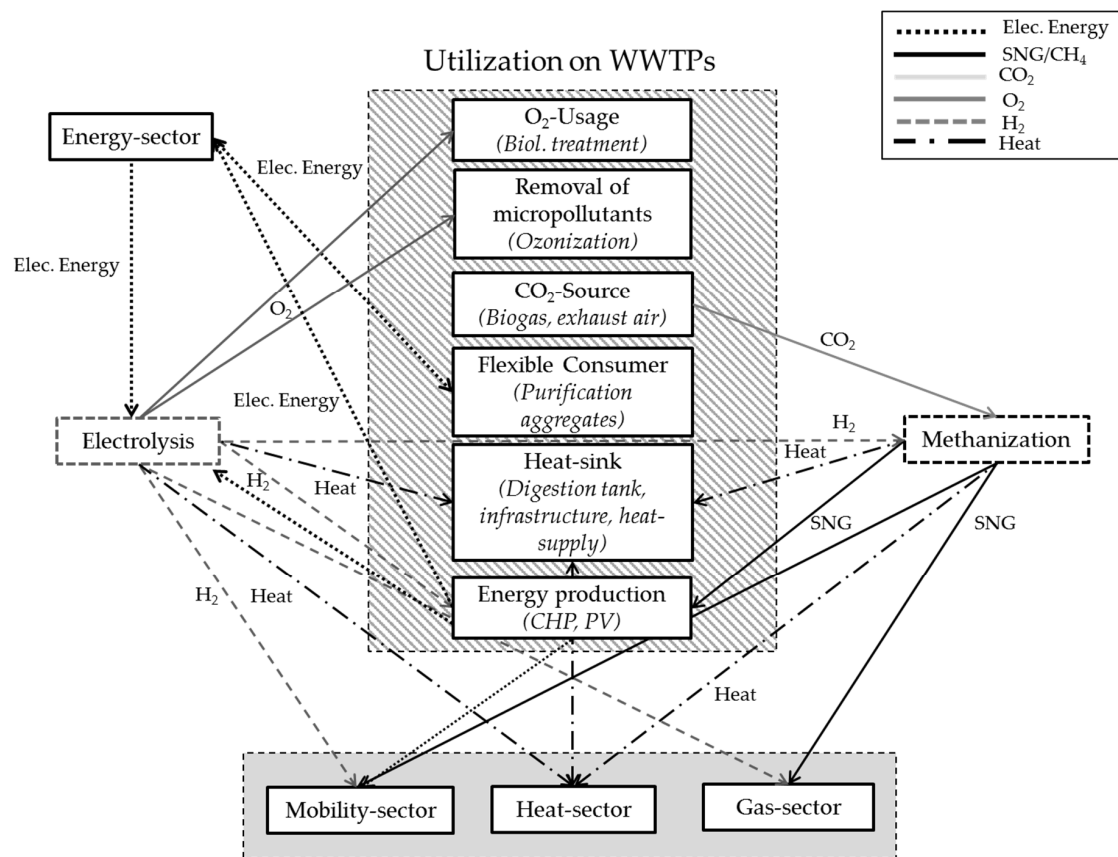 Elec. Energy
SNG/CH₄
CO₂
O₂
H₂
Heat
Utilization on WWTPs
Energy-sector
O₂-Usage
(Biol. treatment)
Elec. Energy
Removal of
micropollutants
(Ozonization)
Elec. Energy
CO₂-Source
(Biogas, exhaust air)
O₂
CO₂
Flexible Consumer
(Purification
aggregates)
Elec. Energy
Electrolysis
H₂
Methanization
Heat-sink
(Digestion tank,
infrastructure, heat-
supply)
H₂
Heat
Heat
SNG
SNG
Energy production
(CHP, PV)
H₂
Heat
Heat
Mobility-sector
Heat-sector
Gas-sector